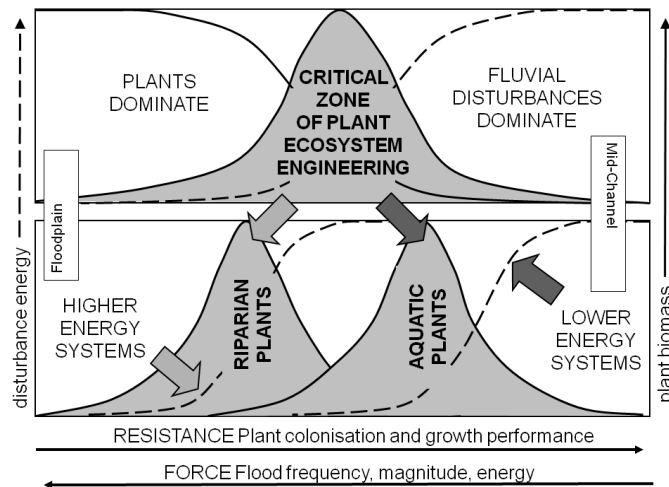 PLANTS
DOMINATE
CRITICAL
ZONE
OF PLANT
ECOSYSTEM
ENGINEERING
FLUVIAL
DISTURBANCES
DOMINATE
Floodplain
Mid-Channel
disturbance energy
plant biomass
HIGHER
ENERGY
SYSTEMS
RIPARIAN
PLANTS
AQUATIC
PLANTS
LOWER
ENERGY
SYSTEMS
RESISTANCE Plant colonisation and growth performance
FORCE Flood frequency, magnitude, energy